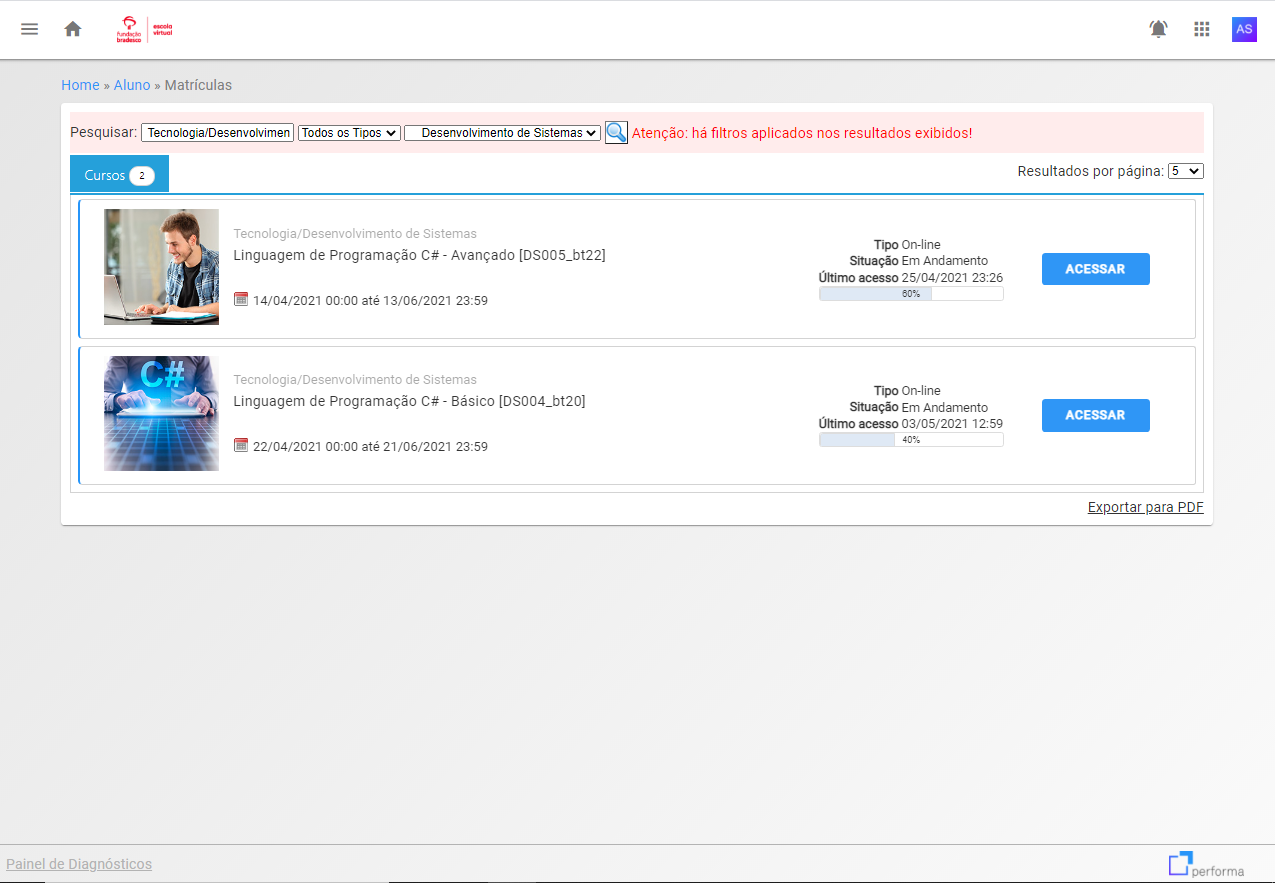 fundação bradesco escola virtual
AS
Home » Aluno » Matrículas
Pesquisar: Tecnologia/Desenvolvimen Todos os Tipos Desenvolvimento de Sistemas Atenção: há filtros aplicados nos resultados exibidos!
Cursos 2
Resultados por página: 5
Tecnologia/Desenvolvimento de Sistemas
Linguagem de Programação C# - Avançado [DS005_bt22]
14/04/2021 00:00 até 13/06/2021 23:59
Tipo On-line
Situação Em Andamento
Último acesso 25/04/2021 23:26
60%
ACESSAR
C#
Tecnologia/Desenvolvimento de Sistemas
Linguagem de Programação C# - Básico [DS004_bt20]
22/04/2021 00:00 até 21/06/2021 23:59
Tipo On-line
Situação Em Andamento
Último acesso 03/05/2021 12:59
40%
ACESSAR
Exportar para PDF
Painel de Diagnósticos
performa